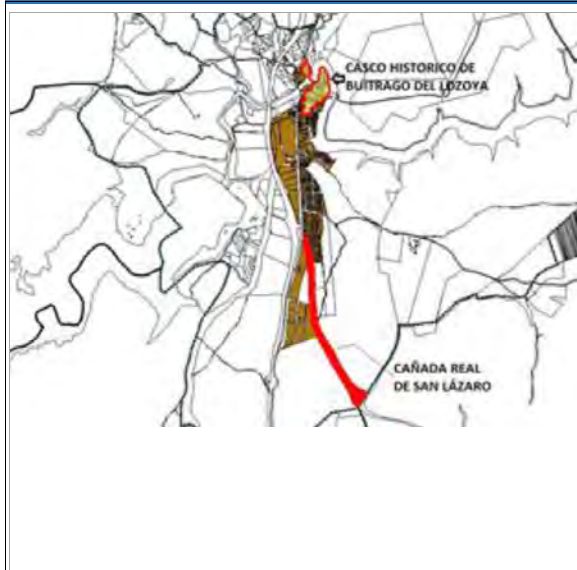 CASCO HISTORICO DE
BUITRAGO DEL LOZOYA
CAÑADA REAL
DE SAN LÁZARO